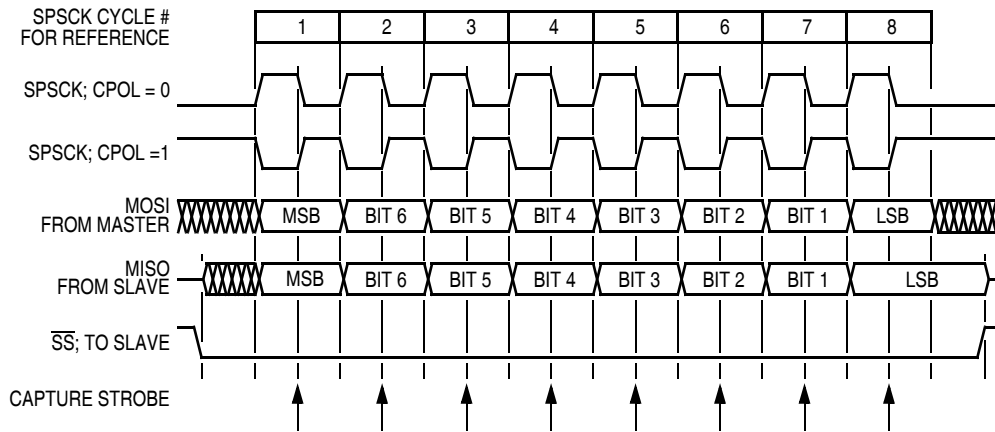 SPSCK CYCLE #
FOR REFERENCE
1 2 3 4 5 6 7 8
SPSCK; CPOL = 0
SPSCK; CPOL =1
MOSI
FROM MASTER
MSB BIT 6 BIT 5 BIT 4 BIT 3 BIT 2 BIT 1 LSB
MISO
FROM SLAVE
MSB BIT 6 BIT 5 BIT 4 BIT 3 BIT 2 BIT 1 LSB
SS; TO SLAVE
CAPTURE STROBE